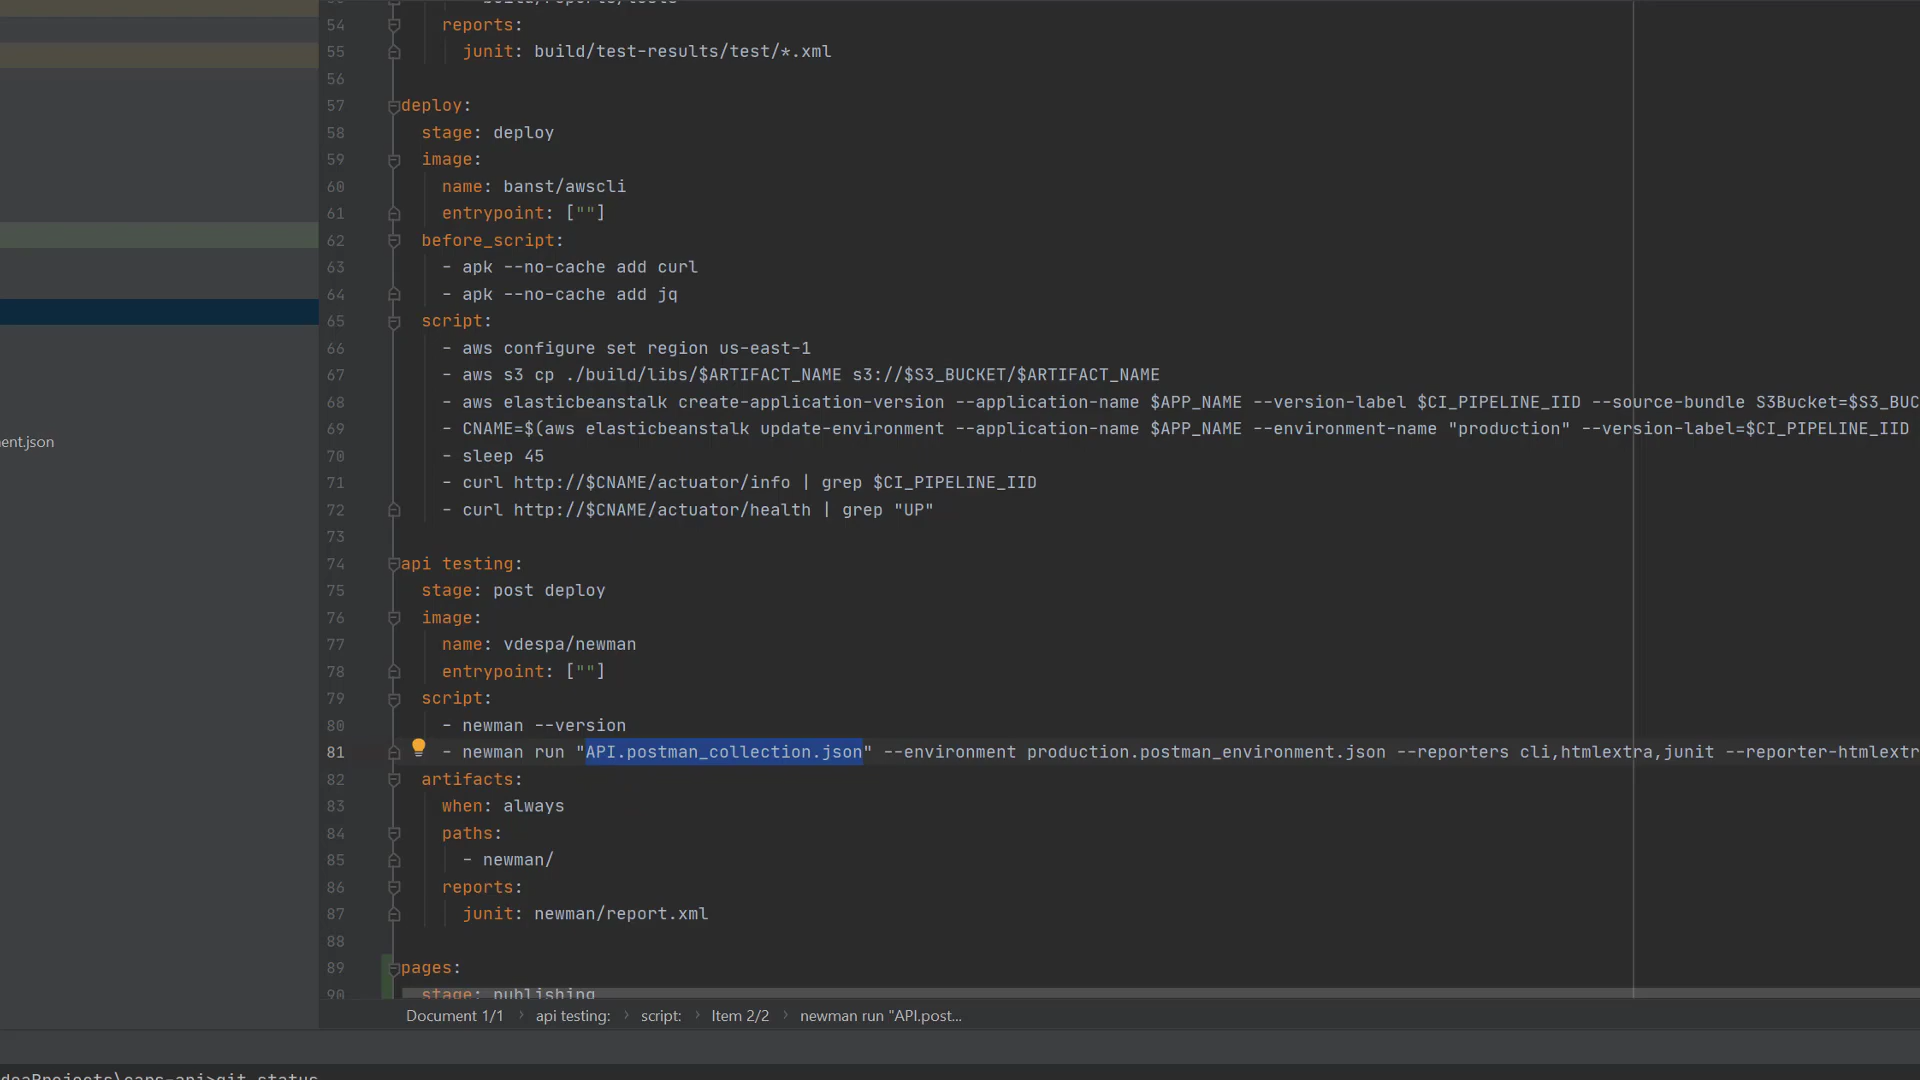 54 reports:
55 junit: build/test-results/test/*.xml
56
57 deploy:
58 stage: deploy
59 image:
60 name: banst/awscli
61 entrypoint: [""]
62 before_script:
63 - apk --no-cache add curl
64 - apk --no-cache add jq
65 script:
66 - aws configure set region us-east-1
67 - aws s3 cp ./build/libs/$ARTIFACT_NAME s3://$S3_BUCKET/$ARTIFACT_NAME
68 - aws elasticbeanstalk create-application-version --application-name $APP_NAME --version-label $CI_PIPELINE_IID --source-bundle S3Bucket=$S3_BUC
69 - CNAME=$(aws elasticbeanstalk update-environment --application-name $APP_NAME --environment-name "production" --version-label=$CI_PIPELINE_IID
ent.json
70 - sleep 45
71 - curl http://$CNAME/actuator/info | grep $CI_PIPELINE_IID
72 - curl http://$CNAME/actuator/health | grep "UP"
73
74 api testing:
75 stage: post deploy
76 image:
77 name: vdespa/newman
78 entrypoint: [""]
79 script:
80 - newman --version
81 - newman run "API.postman_collection.json" --environment production.postman_environment.json --reporters cli,htmlextra,junit --reporter-htmlextr
82 artifacts:
83 when: always
84 paths:
85 - newman/
86 reports:
87 junit: newman/report.xml
88
89 pages:
90 stage: publishing
Document 1/1 › api testing: › script: › Item 2/2 › newman run "API.post...
deaProjects\cars-api>git status